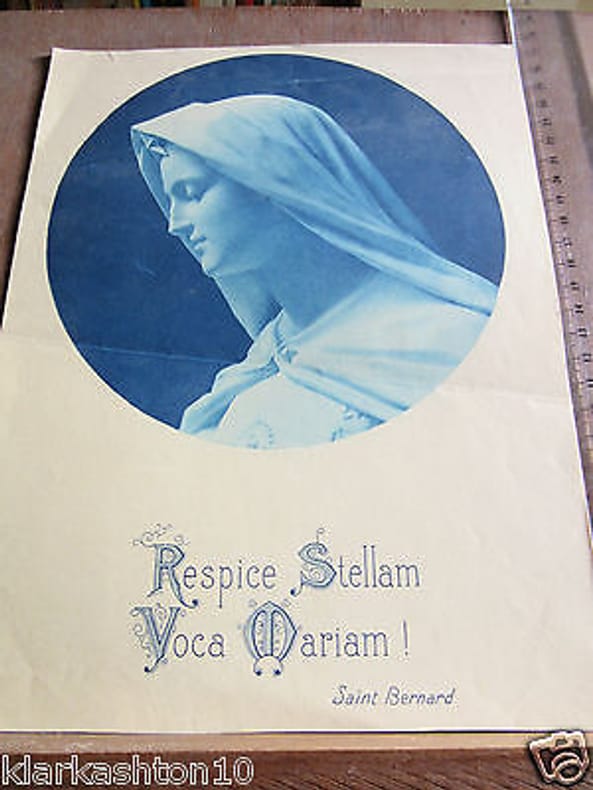 Respice Stellam
Voca Mariam !
Saint Bernard
klarkashton10